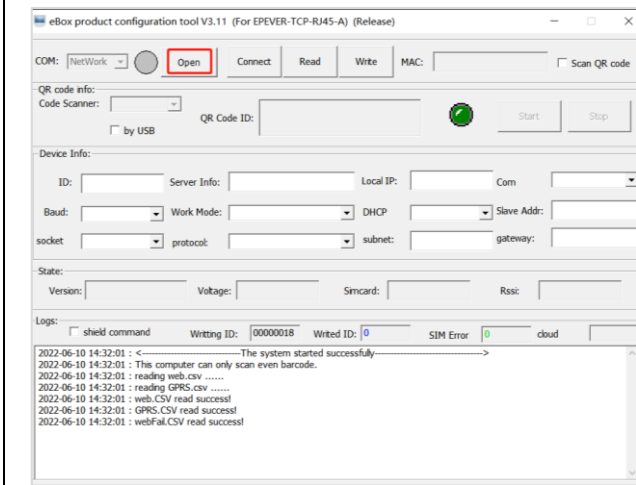 eBox product configuration tool V3.11 (For EPEVER-TCP-RJ45-A) (Release)
COM: NetWork Open Connect Read Write MAC: Scan QR code
QR code info:
Code Scanner: QR Code ID: Start Stop
by USB
Device Info:
ID: Server Info: Local IP: Com
Baud: Work Mode: DHCP Slave Addr:
socket protocol: subnet: gateway:
State:
Version: Voltage: Simcard: Rssi:
Logs:
shield command Writting ID: 00000018 Writed ID: 0 SIM Error 0 doud
2022-06-10 14:32:01 : <----------------------------The system started successfully------------------------------>
2022-06-10 14:32:01 : This computer can only scan even barcode.
2022-06-10 14:32:01 : reading web.csv ......
2022-06-10 14:32:01 : reading GPRS.csv ......
2022-06-10 14:32:01 : web.CSV read success!
2022-06-10 14:32:01 : GPRS.CSV read success!
2022-06-10 14:32:01 : webFail.CSV read success!